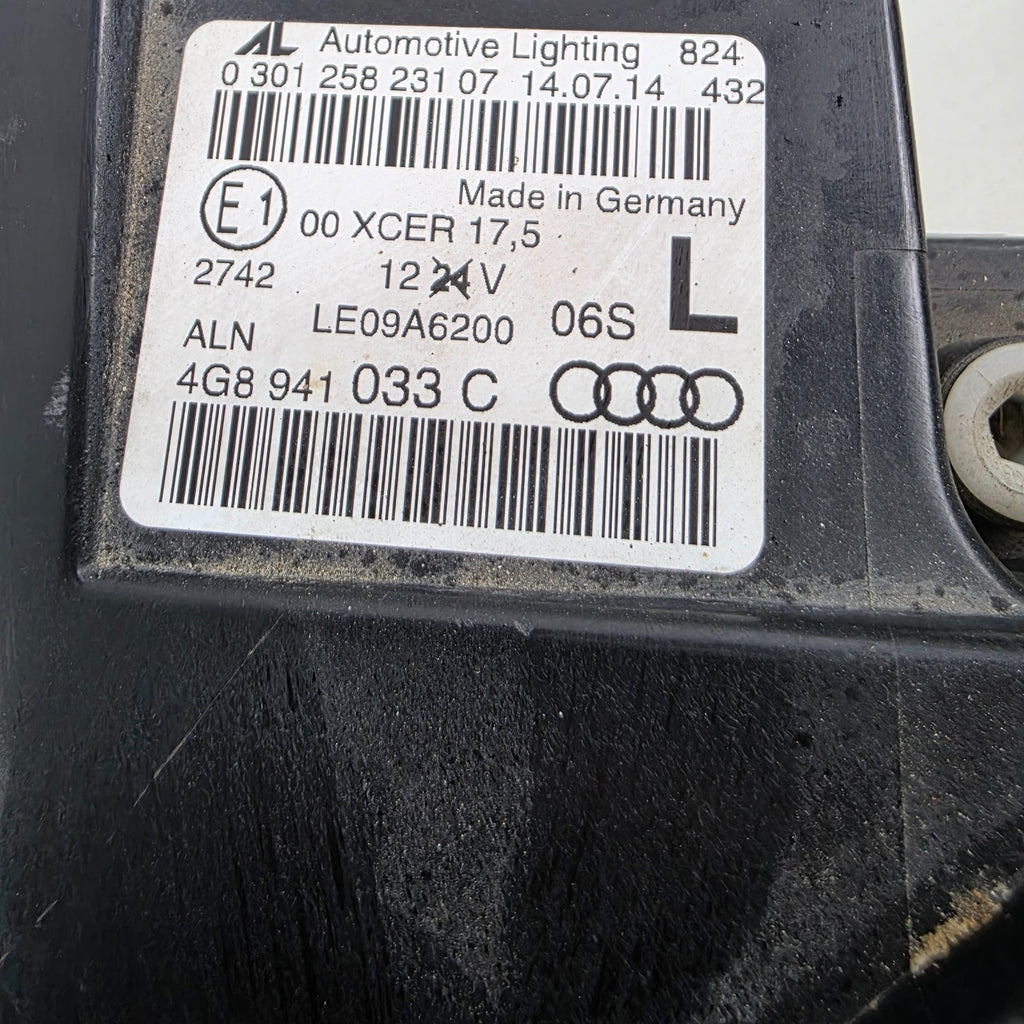 AL Automotive Lighting 824
0 301 258 231 07 14.07.14 432
Made in Germany
E1 00 XCER 17,5
2742 12 24 V
L
LE09A6200 06S
ALN
4G8 941 033 C